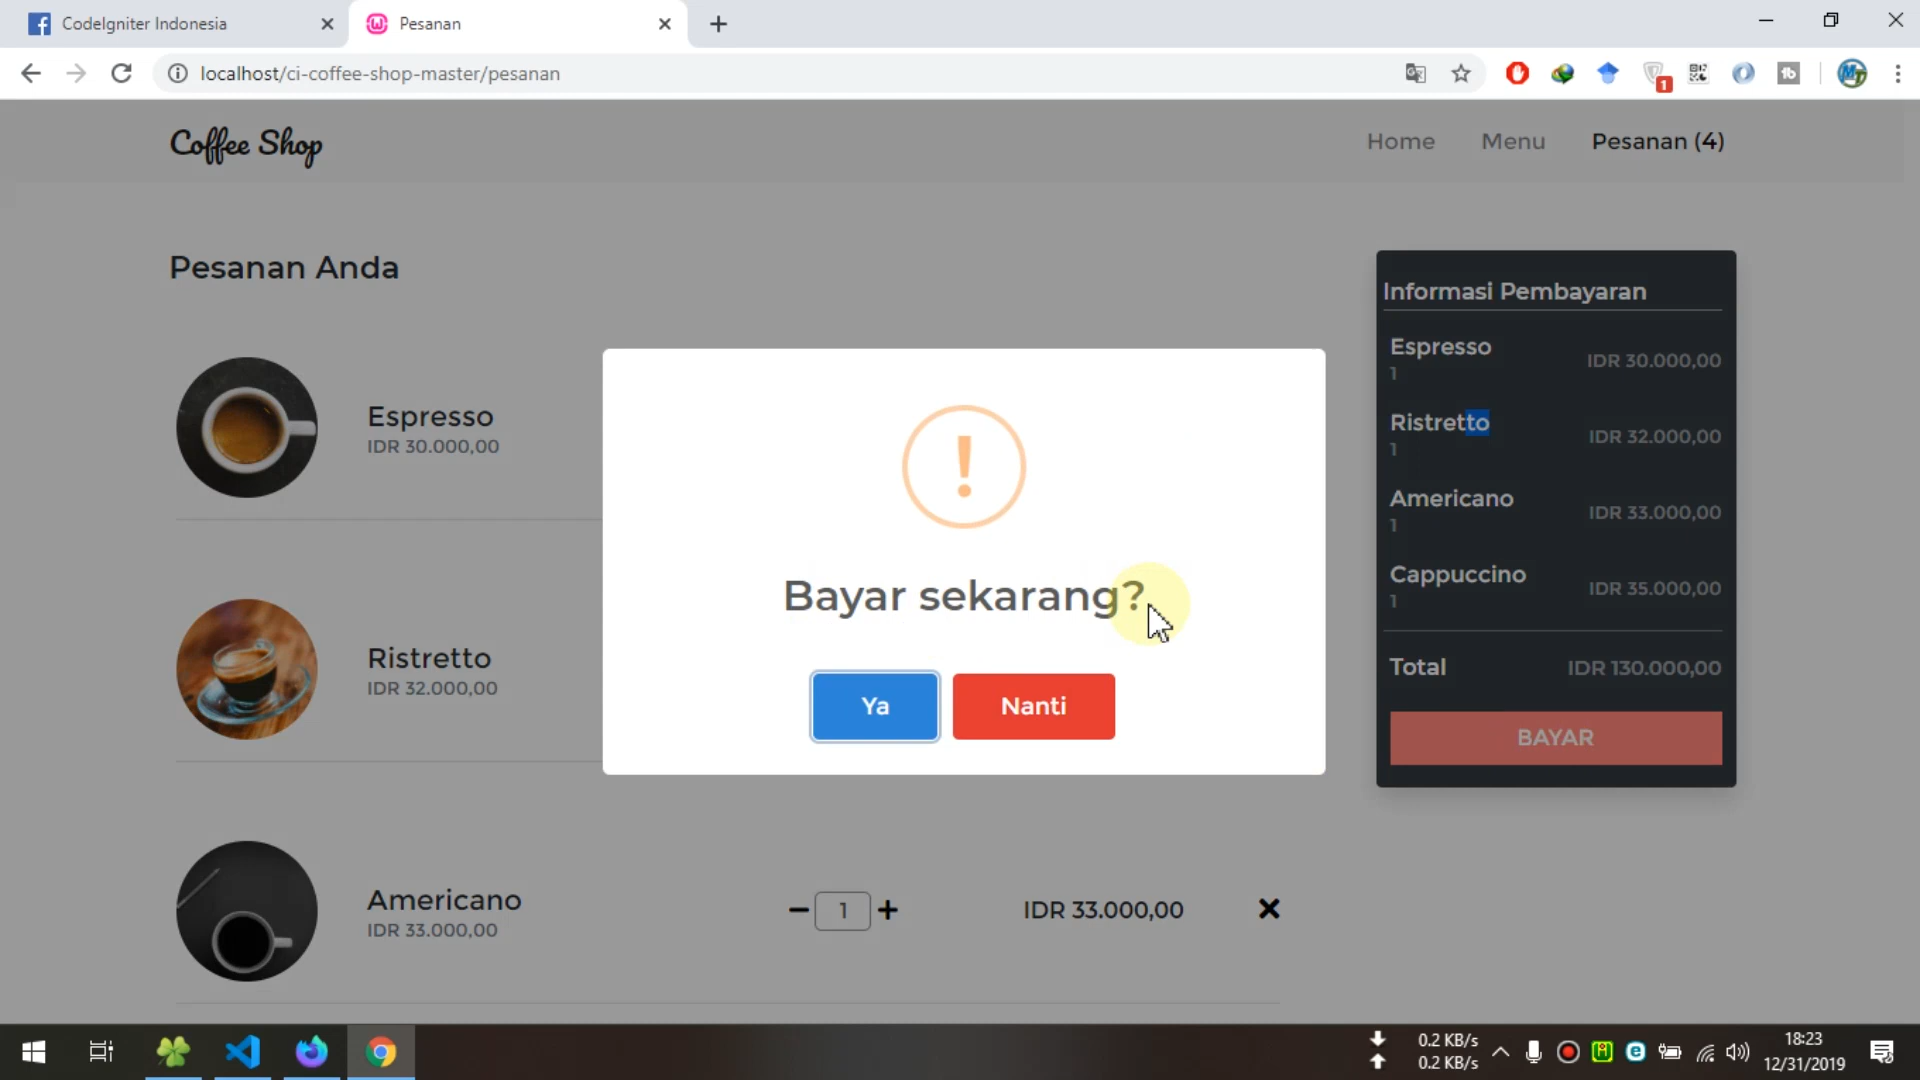 CodeIgniter Indonesia
Pesanan
localhost/ci-coffee-shop-master/pesanan
1
Coffee Shop
Home
Menu
Pesanan (4)
Pesanan Anda
Espresso
IDR 30.000,00
Ristretto
IDR 32.000,00
Americano
IDR 33.000,00
1
IDR 33.000,00
!
Bayar sekarang?
Ya
Nanti
Informasi Pembayaran
Espresso
IDR 30.000,00
1
Ristretto
IDR 32.000,00
1
Americano
IDR 33.000,00
1
Cappuccino
IDR 35.000,00
1
Total
IDR 130.000,00
BAYAR
0.2 KB/s
0.2 KB/s
18:23
12/31/2019